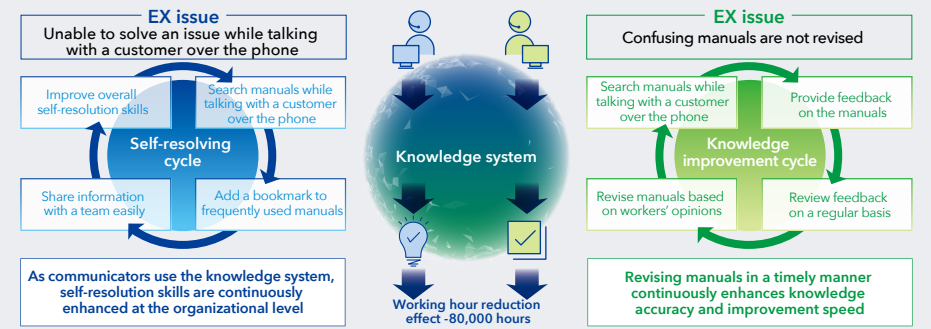 EX issue
Unable to solve an issue while talking
with a customer over the phone
Improve overall
self-resolution skills
Search manuals while
talking with a customer
over the phone
Self-resolving
cycle
Share information
with a team easily
Add a bookmark to
frequently used manuals
As communicators use the knowledge system,
self-resolution skills are continuously
enhanced at the organizational level
Knowledge system
Working hour reduction
effect -80,000 hours
EX issue
Confusing manuals are not revised
Search manuals while
talking with a customer
over the phone
Provide feedback
on the manuals
Knowledge
improvement cycle
Revise manuals based
on workers’ opinions
Review feedback
on a regular basis
Revising manuals in a timely manner
continuously enhances knowledge
accuracy and improvement speed